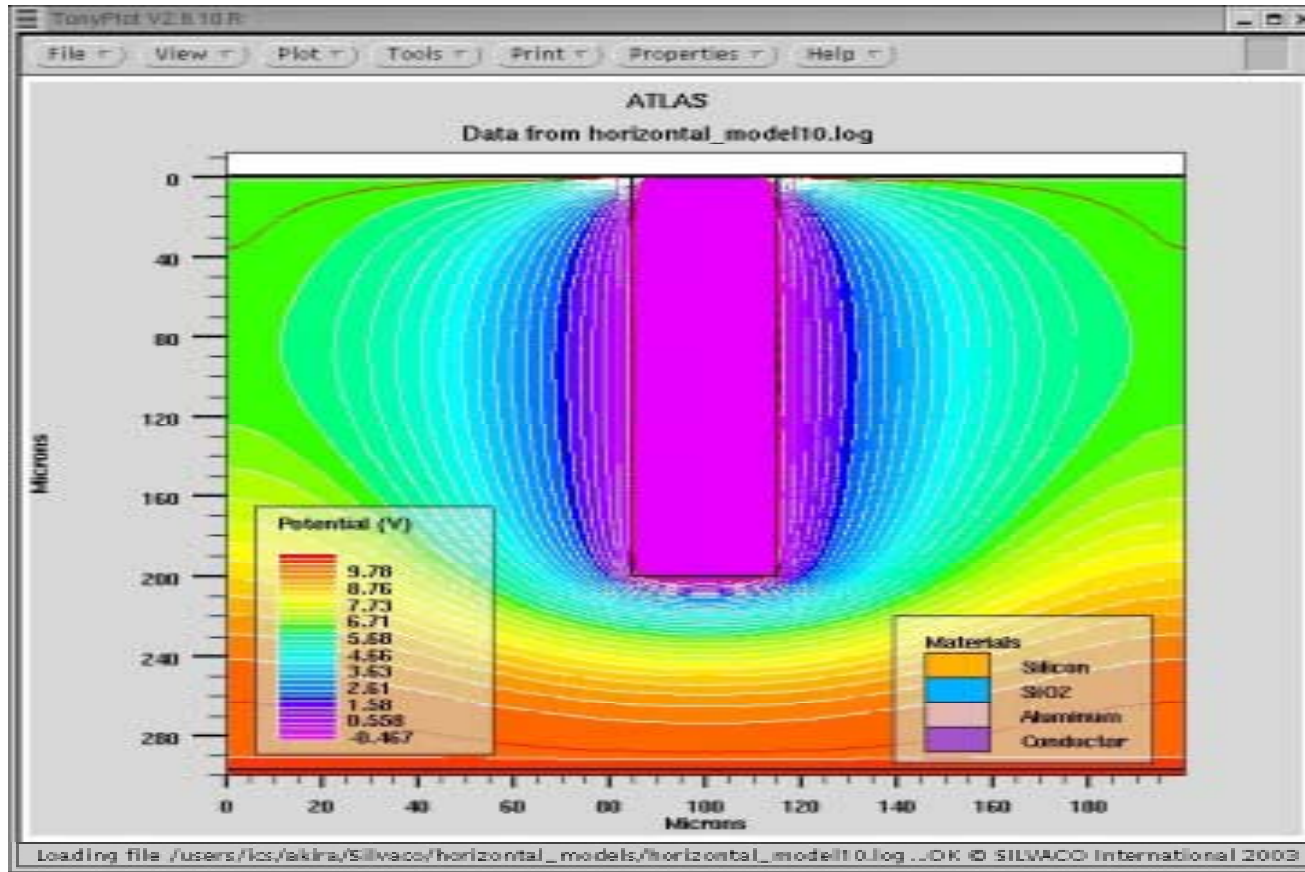 TonyPlot V2.8.10.R
File View Plot Tools Print Properties Help
ATLAS
Data from horizontal_model10.log
0
40
80
120
160
200
240
280
Microns
Potential (V)
9.78
8.76
7.73
6.71
5.68
4.66
3.63
2.61
1.58
0.558
-0.467
Materials
Silicon
SiO2
Aluminum
Conductor
0 20 40 60 80 100 120 140 160 180
Microns
Loading file /users/ics/akira/Silvaco/horizontal_models/horizontal_model10.log...OK © SILVACO International 2003